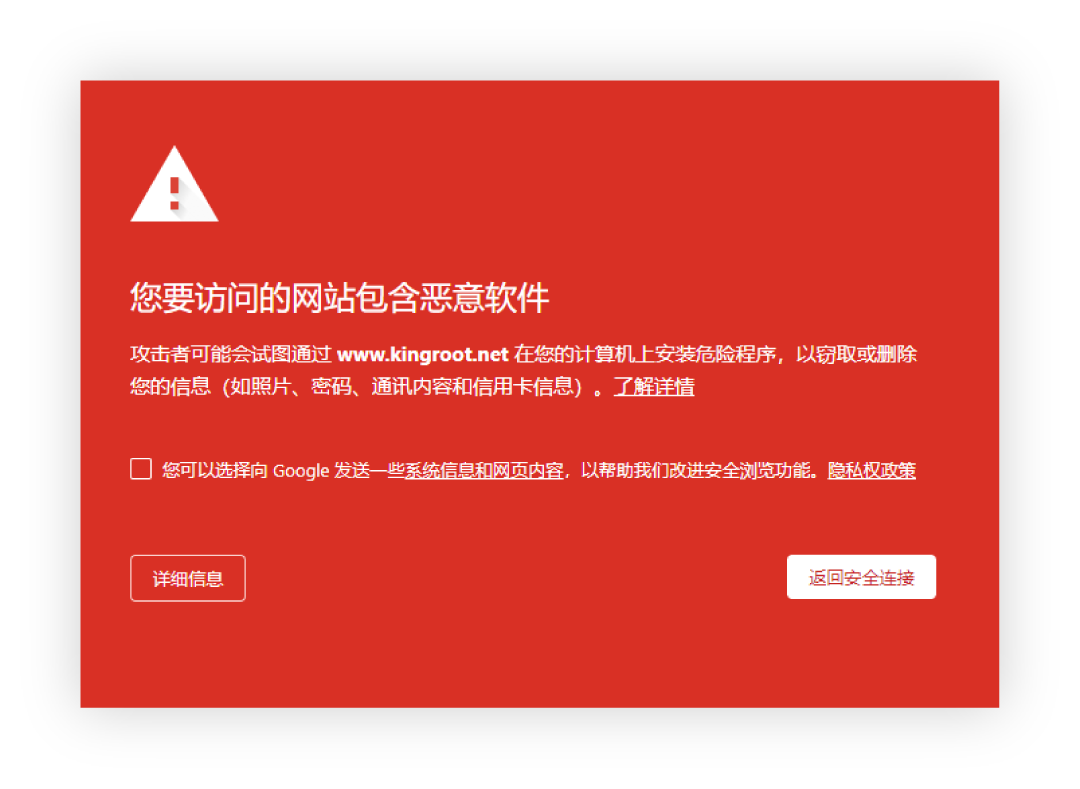 您要访问的网站包含恶意软件
攻击者可能会试图通过 www.kingroot.net 在您的计算机上安装危险程序，以窃取或删除
您的信息（如照片、密码、通讯内容和信用卡信息）。了解详情
您可以选择向 Google 发送一些系统信息和网页内容，以帮助我们改进安全浏览功能。隐私权政策
详细信息
返回安全连接